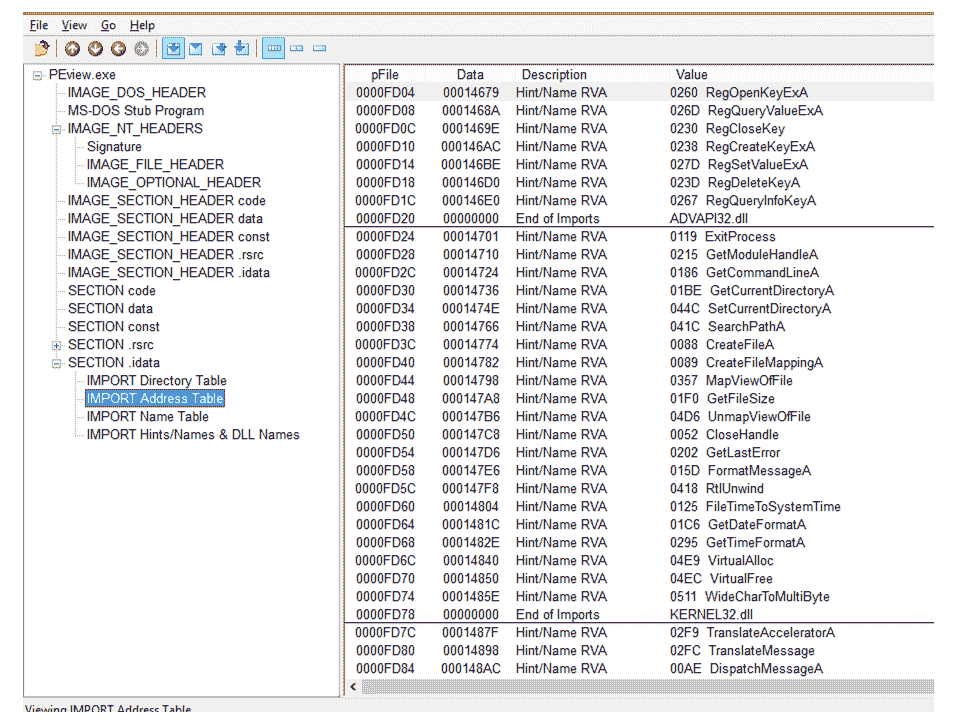 File View Go Help
PEview.exe
IMAGE_DOS_HEADER
MS-DOS Stub Program
IMAGE_NT_HEADERS
Signature
IMAGE_FILE_HEADER
IMAGE_OPTIONAL_HEADER
IMAGE_SECTION_HEADER code
IMAGE_SECTION_HEADER data
IMAGE_SECTION_HEADER const
IMAGE_SECTION_HEADER .rsrc
IMAGE_SECTION_HEADER .idata
SECTION code
SECTION data
SECTION const
SECTION .rsrc
SECTION .idata
IMPORT Directory Table
IMPORT Address Table
IMPORT Name Table
IMPORT Hints/Names & DLL Names
pFile Data Description Value
0000FD04 00014679 Hint/Name RVA 0260 RegOpenKeyExA
0000FD08 0001468A Hint/Name RVA 026D RegQueryValueExA
0000FD0C 0001469E Hint/Name RVA 0230 RegCloseKey
0000FD10 000146AC Hint/Name RVA 0238 RegCreateKeyExA
0000FD14 000146BE Hint/Name RVA 027D RegSetValueExA
0000FD18 000146D0 Hint/Name RVA 023D RegDeleteKeyA
0000FD1C 000146E0 Hint/Name RVA 0267 RegQueryInfoKeyA
0000FD20 00000000 End of Imports ADVAPI32.dll
0000FD24 00014701 Hint/Name RVA 0119 ExitProcess
0000FD28 00014710 Hint/Name RVA 0215 GetModuleHandleA
0000FD2C 00014724 Hint/Name RVA 0186 GetCommandLineA
0000FD30 00014736 Hint/Name RVA 01BE GetCurrentDirectoryA
0000FD34 0001474E Hint/Name RVA 044C SetCurrentDirectoryA
0000FD38 00014766 Hint/Name RVA 041C SearchPathA
0000FD3C 00014774 Hint/Name RVA 0088 CreateFileA
0000FD40 00014782 Hint/Name RVA 0089 CreateFileMappingA
0000FD44 00014798 Hint/Name RVA 0357 MapViewOfFile
0000FD48 000147A8 Hint/Name RVA 01F0 GetFileSize
0000FD4C 000147B6 Hint/Name RVA 04D6 UnmapViewOfFile
0000FD50 000147C8 Hint/Name RVA 0052 CloseHandle
0000FD54 000147D6 Hint/Name RVA 0202 GetLastError
0000FD58 000147E6 Hint/Name RVA 015D FormatMessageA
0000FD5C 000147F8 Hint/Name RVA 0418 RtlUnwind
0000FD60 00014804 Hint/Name RVA 0125 FileTimeToSystemTime
0000FD64 0001481C Hint/Name RVA 01C6 GetDateFormatA
0000FD68 0001482E Hint/Name RVA 0295 GetTimeFormatA
0000FD6C 00014840 Hint/Name RVA 04E9 VirtualAlloc
0000FD70 00014850 Hint/Name RVA 04EC VirtualFree
0000FD74 0001485E Hint/Name RVA 0511 WideCharToMultiByte
0000FD78 00000000 End of Imports KERNEL32.dll
0000FD7C 0001487F Hint/Name RVA 02F9 TranslateAcceleratorA
0000FD80 00014898 Hint/Name RVA 02FC TranslateMessage
0000FD84 000148AC Hint/Name RVA 00AE DispatchMessageA
Viewing IMPORT Address Table